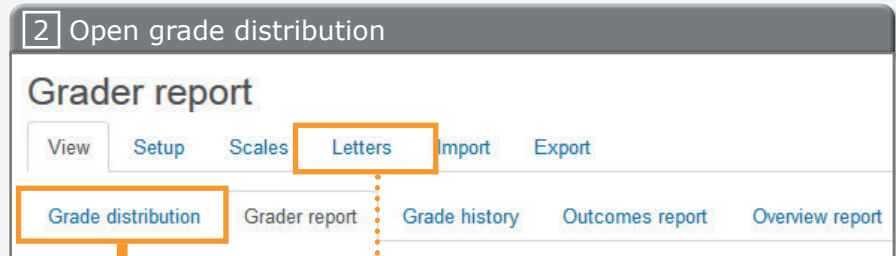 2 Open grade distribution
Grader report
View Setup Scales Letters Import Export
Grade distribution Grader report Grade history Outcomes report Overview report